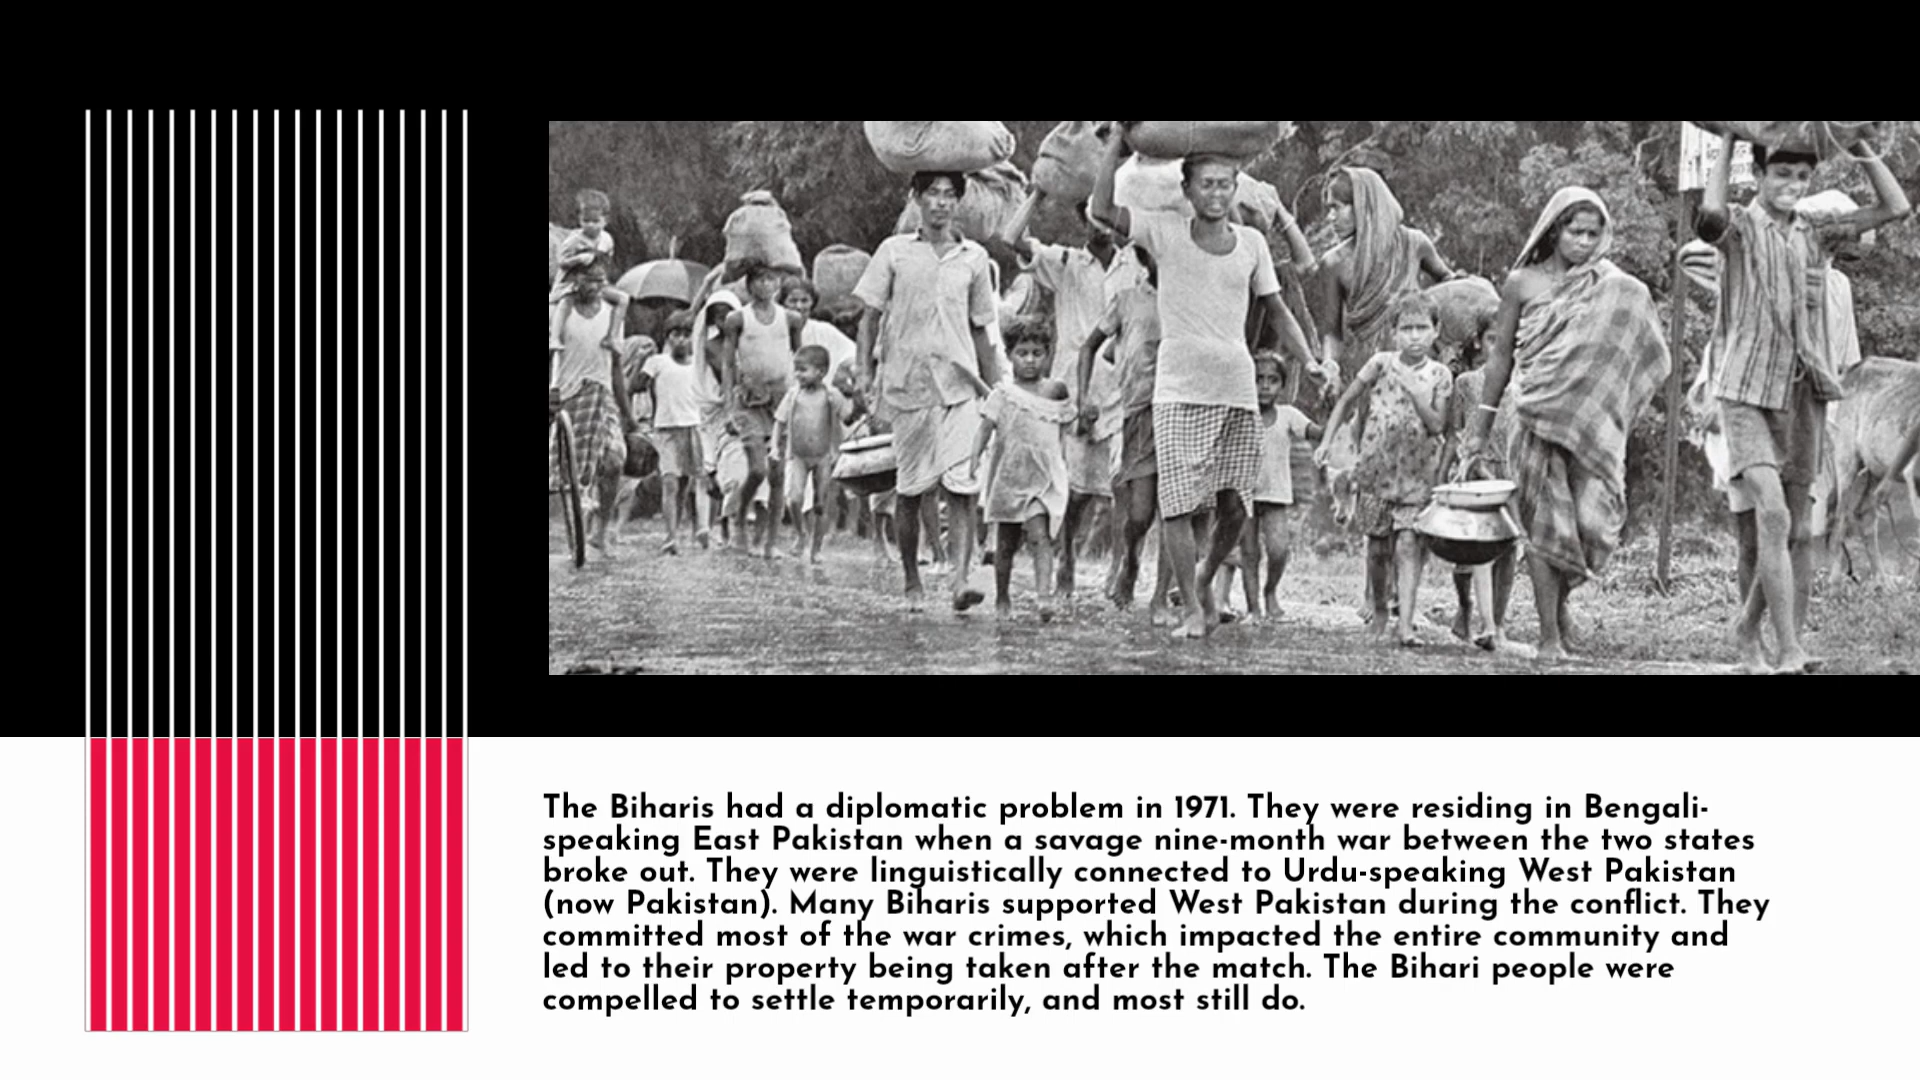 The Biharis had a diplomatic problem in 1971. They were residing in Bengali-
speaking East Pakistan when a savage nine-month war between the two states
broke out. They were linguistically connected to Urdu-speaking West Pakistan
(now Pakistan). Many Biharis supported West Pakistan during the conflict. They
committed most of the war crimes, which impacted the entire community and
led to their property being taken after the match. The Bihari people were
compelled to settle temporarily, and most still do.